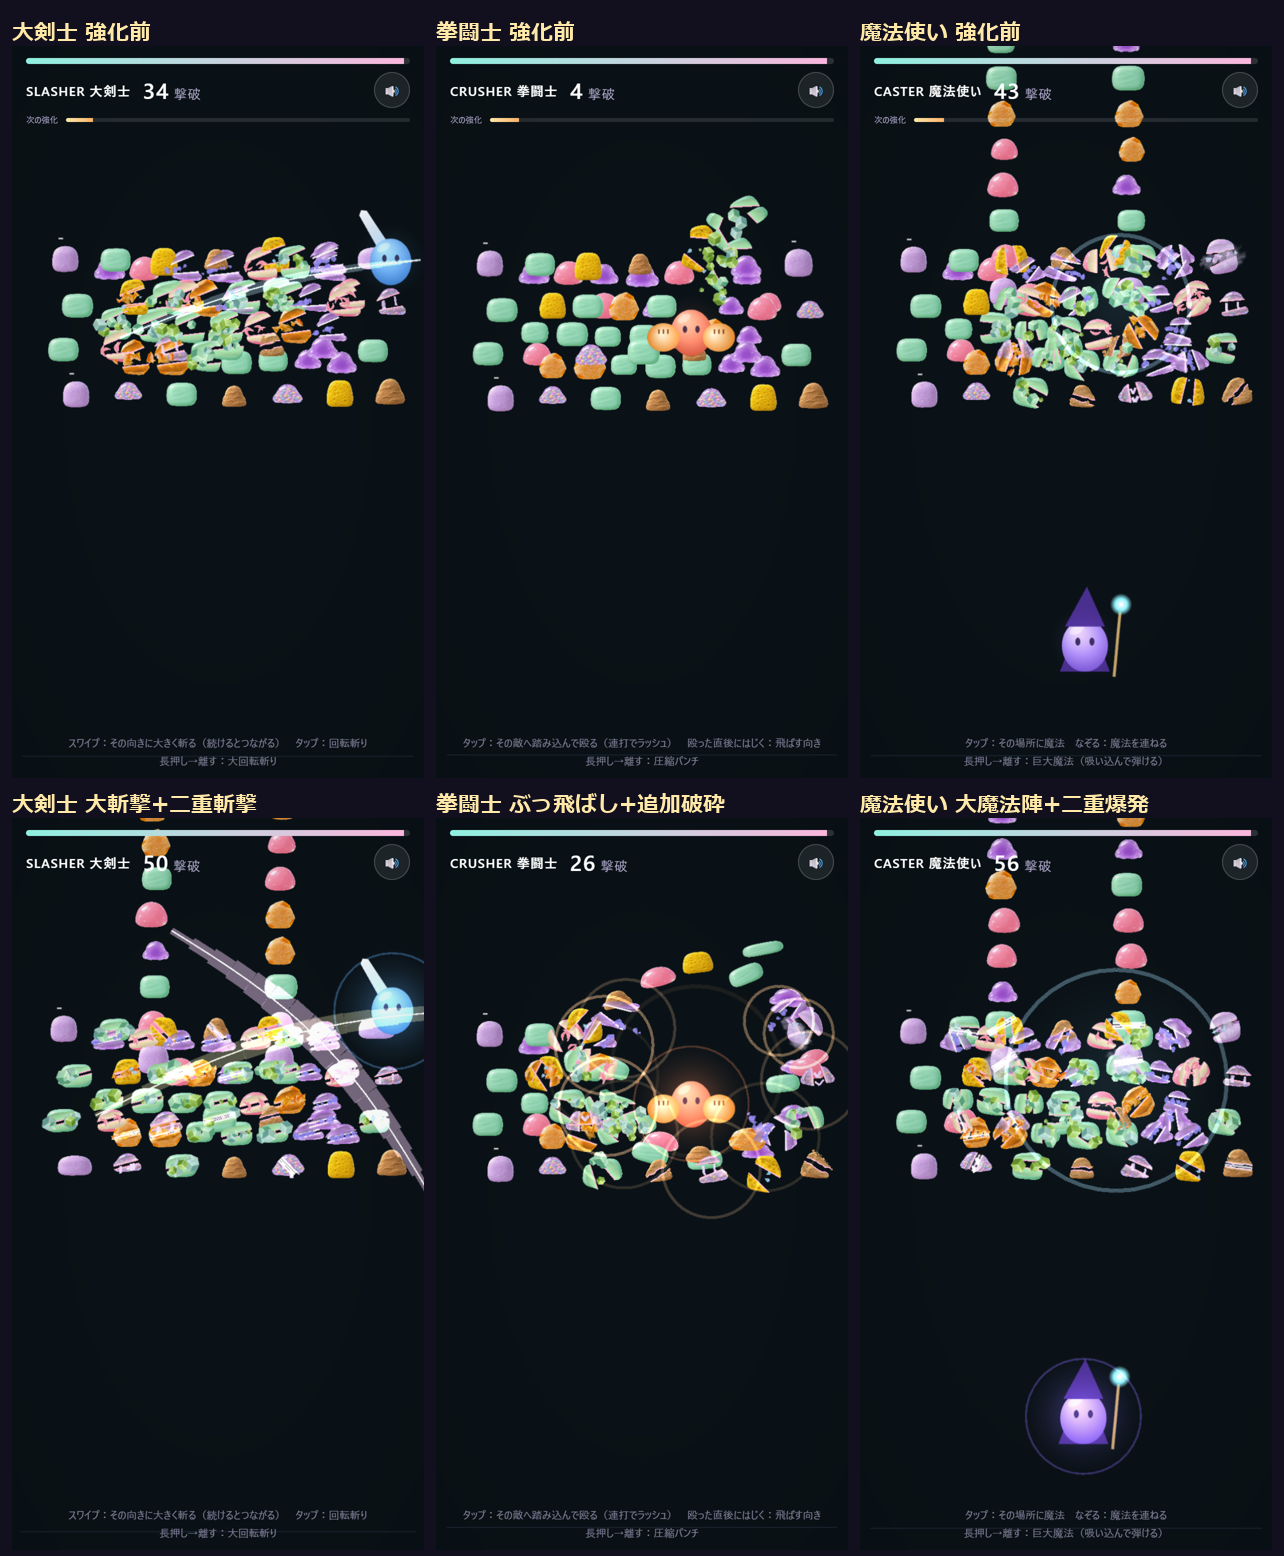 大剣士 強化前
SLASHER 大剣士 34 撃破
次の強化
スワイプ：その向きに大きく斬る（続けるとつながる） タップ：回転斬り
長押し→離す：大回転斬り
拳闘士 強化前
CRUSHER 拳闘士 4 撃破
次の強化
タップ：その敵へ踏み込んで殴る（連打でラッシュ） 殴った直後にはじく：飛ばす向き
長押し→離す：圧縮パンチ
魔法使い 強化前
CASTER 魔法使い 43 撃破
次の強化
タップ：その場所に魔法 なぞる：魔法を連ねる
長押し→離す：巨大魔法（吸い込んで弾ける）
大剣士 大斬撃+二重斬撃
SLASHER 大剣士 50 撃破
スワイプ：その向きに大きく斬る（続けるとつながる） タップ：回転斬り
長押し→離す：大回転斬り
拳闘士 ぶっ飛ばし+追加破砕
CRUSHER 拳闘士 26 撃破
タップ：その敵へ踏み込んで殴る（連打でラッシュ） 殴った直後にはじく：飛ばす向き
長押し→離す：圧縮パンチ
魔法使い 大魔法陣+二重爆発
CASTER 魔法使い 56 撃破
タップ：その場所に魔法 なぞる：魔法を連ねる
長押し→離す：巨大魔法（吸い込んで弾ける）